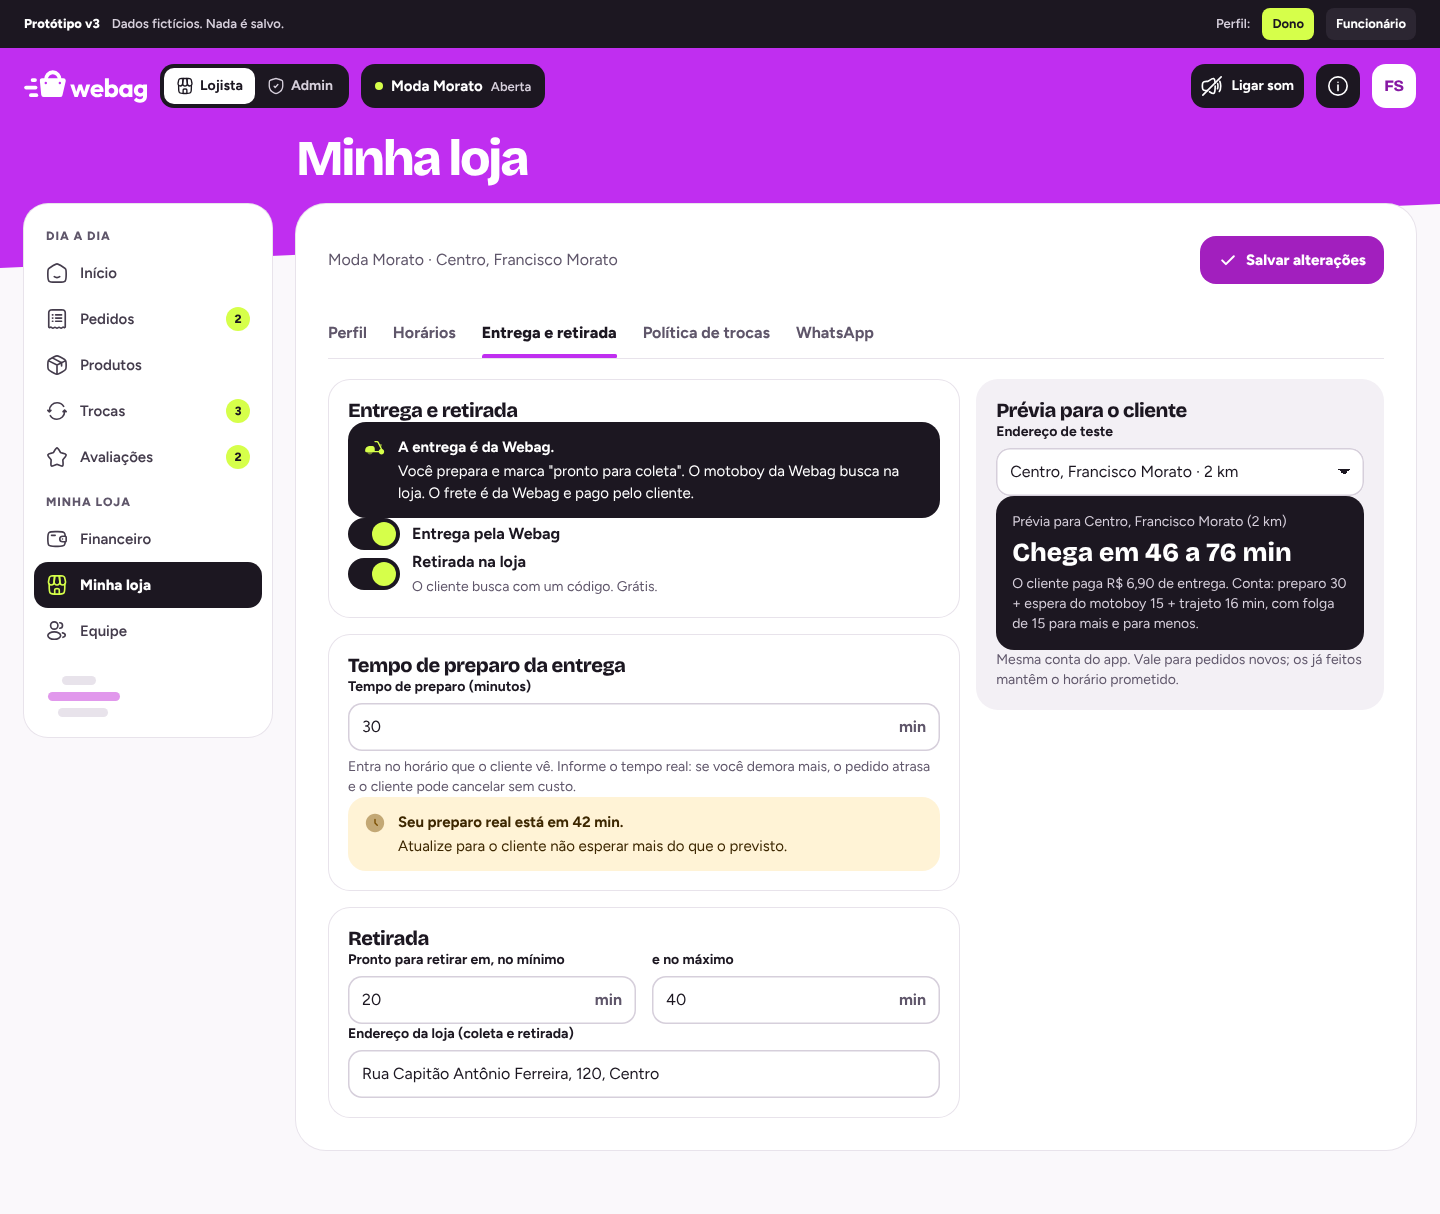 Protótipo v3 Dados fictícios. Nada é salvo. Perfil: Dono Funcionário
webag Lojista Admin Moda Morato Aberta Ligar som FS
Minha loja
DIA A DIA
Início
Pedidos 2
Produtos
Trocas 3
Avaliações 2
MINHA LOJA
Financeiro
Minha loja
Equipe
Moda Morato · Centro, Francisco Morato
Salvar alterações
Perfil Horários Entrega e retirada Política de trocas WhatsApp
Entrega e retirada
A entrega é da Webag.
Você prepara e marca "pronto para coleta". O motoboy da Webag busca na
loja. O frete é da Webag e pago pelo cliente.
Entrega pela Webag
Retirada na loja
O cliente busca com um código. Grátis.
Tempo de preparo da entrega
Tempo de preparo (minutos)
30 min
Entra no horário que o cliente vê. Informe o tempo real: se você demora mais, o pedido atrasa
e o cliente pode cancelar sem custo.
Seu preparo real está em 42 min.
Atualize para o cliente não esperar mais do que o previsto.
Retirada
Pronto para retirar em, no mínimo e no máximo
20 min 40 min
Endereço da loja (coleta e retirada)
Rua Capitão Antônio Ferreira, 120, Centro
Prévia para o cliente
Endereço de teste
Centro, Francisco Morato · 2 km
Prévia para Centro, Francisco Morato (2 km)
Chega em 46 a 76 min
O cliente paga R$ 6,90 de entrega. Conta: preparo 30
+ espera do motoboy 15 + trajeto 16 min, com folga
de 15 para mais e para menos.
Mesma conta do app. Vale para pedidos novos; os já feitos
mantêm o horário prometido.